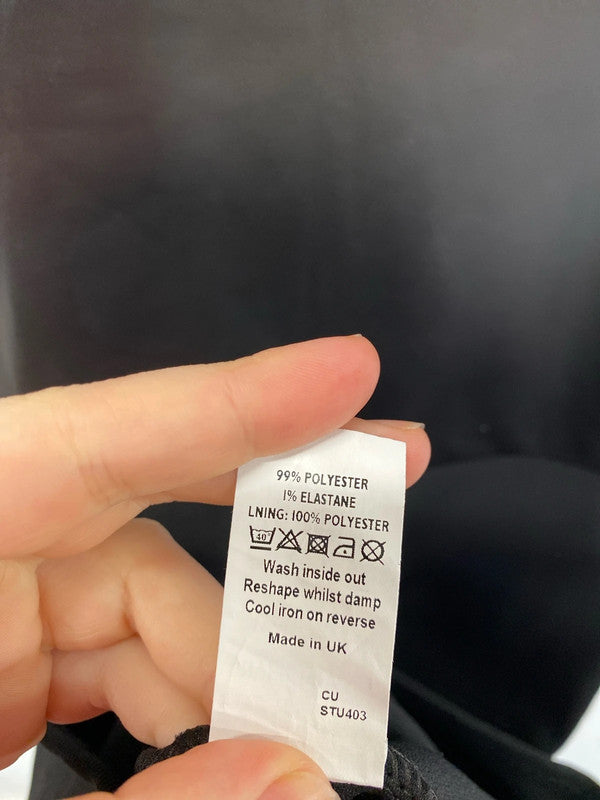 99% POLYESTER
1% ELASTANE
LNING: 100% POLYESTER
40°
Wash inside out
Reshape whilst damp
Cool iron on reverse
Made in UK
CU
STU403